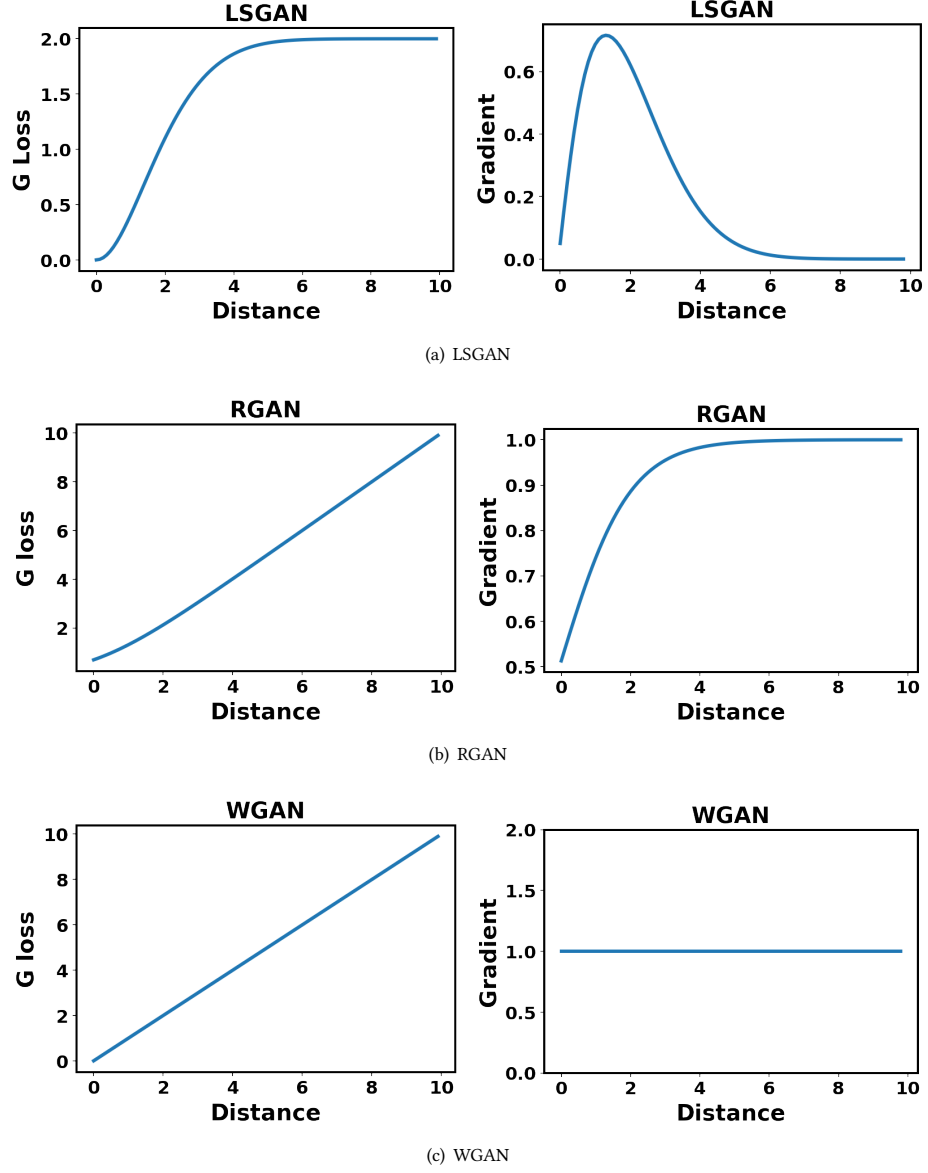 LSGAN
2.0
1.5
1.0
0.5
0.0
G Loss
0 2 4 6 8 10
Distance
LSGAN
0.6
0.4
0.2
0.0
Gradient
0 2 4 6 8 10
Distance
(a) LSGAN
RGAN
10
8
6
4
2
G loss
0 2 4 6 8 10
Distance
RGAN
1.0
0.9
0.8
0.7
0.6
0.5
Gradient
0 2 4 6 8 10
Distance
(b) RGAN
WGAN
10
8
6
4
2
0
G loss
0 2 4 6 8 10
Distance
WGAN
2.0
1.5
1.0
0.5
0.0
Gradient
0 2 4 6 8 10
Distance
(c) WGAN